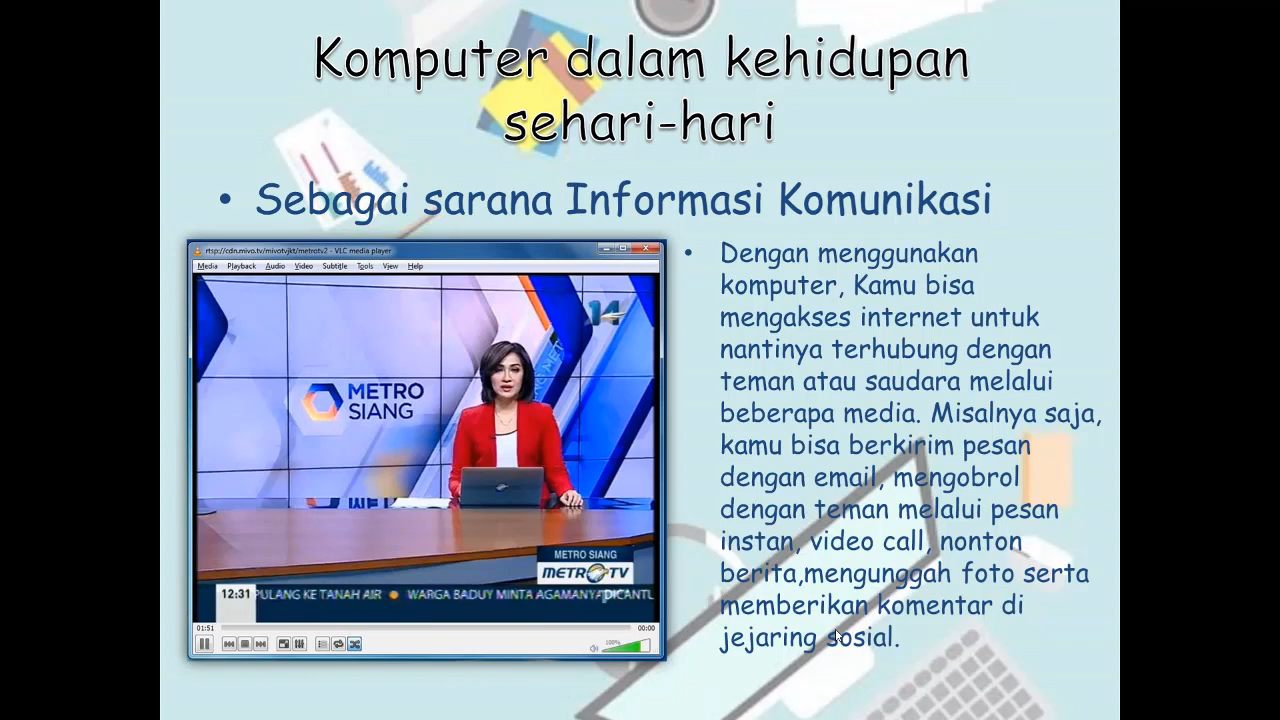 Komputer dalam kehidupan
sehari-hari
• Sebagai sarana Informasi Komunikasi
rtsp://cdn.mivo.tv/mivotvjkt/metrotv2 - VLC media player
Media Playback Audio Video Subtitle Tools View Help
14
METRO
SIANG
METRO SIANG
METRO TV
12:31 PULANG KE TANAH AIR WARGA BADUY MINTA AGAMANYA DICANTU
01:51 00:00
100%
• Dengan menggunakan
komputer, Kamu bisa
mengakses internet untuk
nantinya terhubung dengan
teman atau saudara melalui
beberapa media. Misalnya saja,
kamu bisa berkirim pesan
dengan email, mengobrol
dengan teman melalui pesan
instan, video call, nonton
berita,mengunggah foto serta
memberikan komentar di
jejaring sosial.